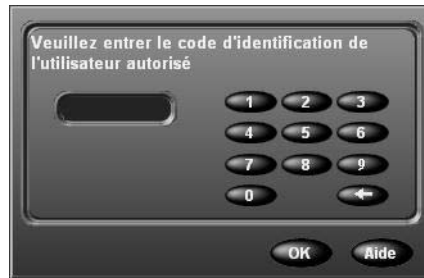 Veuillez entrer le code d'identification de
l'utilisateur autorisé
1 2 3
4 5 6
7 8 9
0
OK Aide